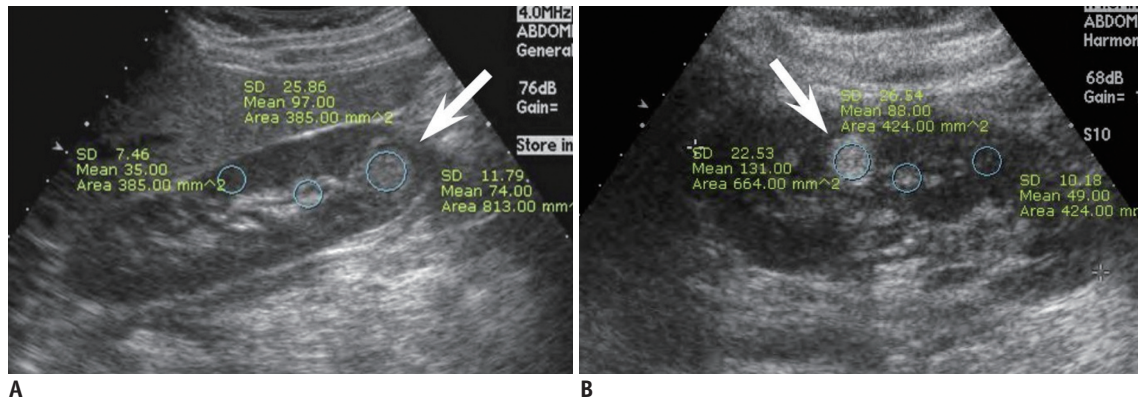 4.0MHz
ABDOM
General
76dB
Gain=
Store in
SD 25.86
Mean 97.00
Area 385.00 mm^2
SD 7.46
Mean 35.00
Area 385.00 mm^2
SD 11.79
Mean 74.00
Area 813.00 mm^
A
ABDOM
Harmon
68dB
Gain=
S10
SD 26.54
Mean 88.00
Area 424.00 mm^2
SD 22.53
Mean 131.00
Area 664.00 mm^2
SD 10.18
Mean 49.00
Area 424.00 m
B